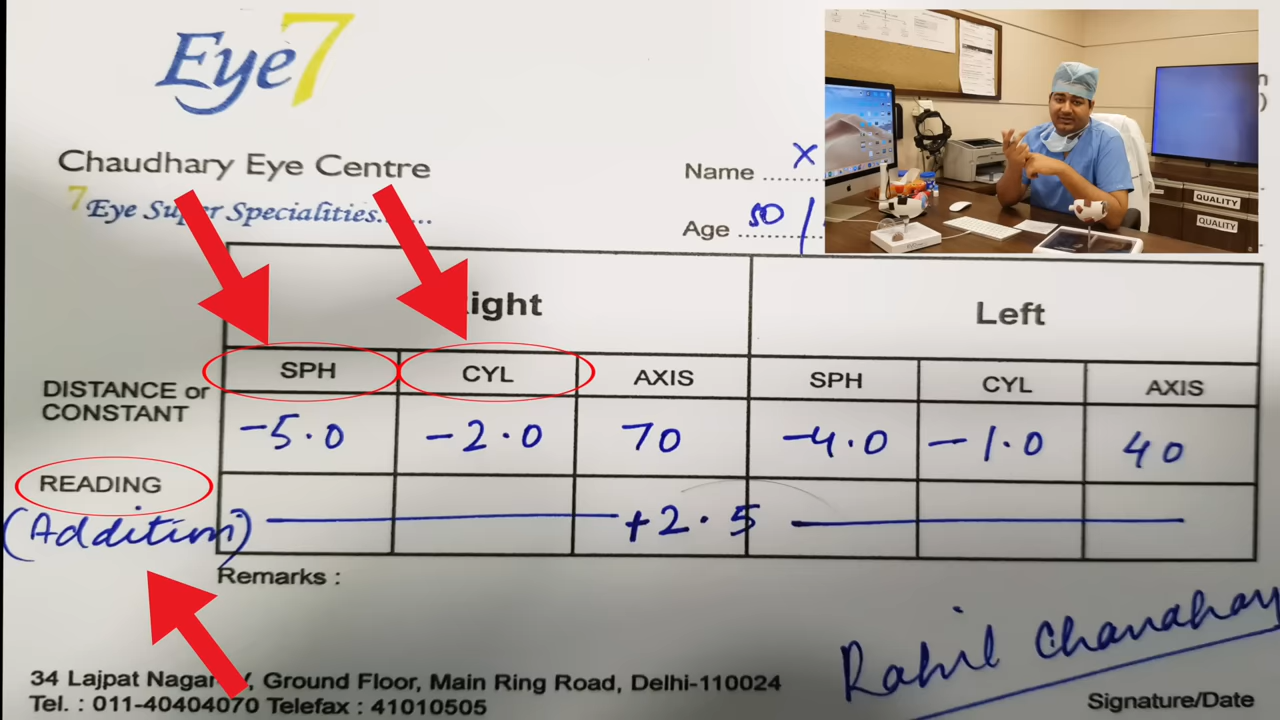 Eye7
Chaudhary Eye Centre
7 Eye Super Specialities.......
Name ........ X
Age ........ 50/
QUALITY
QUALITY
Right Left
SPH CYL AXIS SPH CYL AXIS
DISTANCE or
CONSTANT
-5.0 -2.0 70 -4.0 -1.0 40
READING
(Addition) +2.5
Remarks :
34 Lajpat Nagar Ground Floor, Main Ring Road, Delhi-110024
Tel. : 011-40404070 Telefax : 41010505
Signature/Date